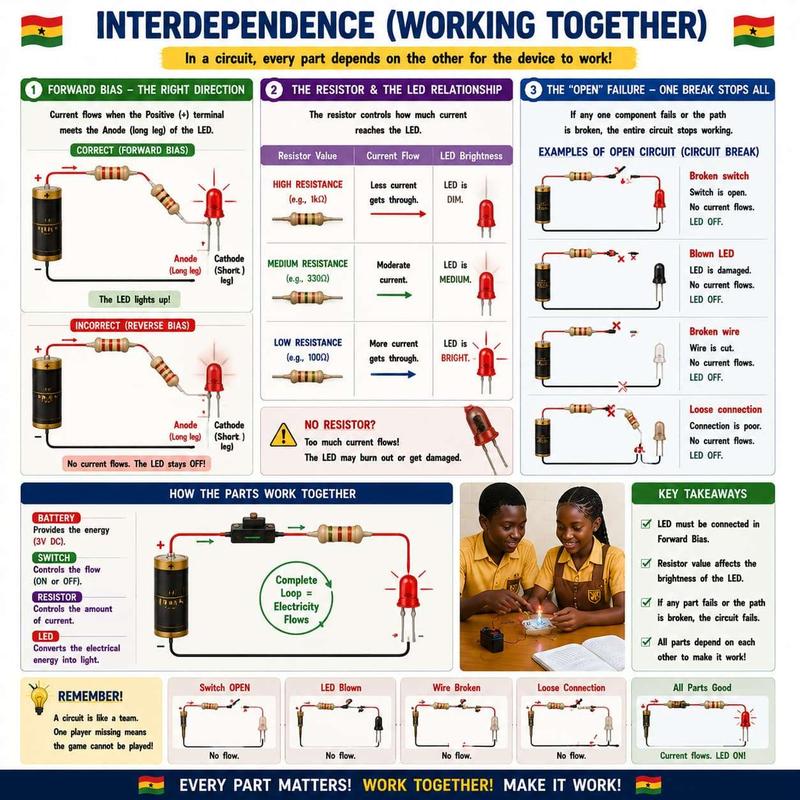 INTERDEPENDENCE (WORKING TOGETHER)
In a circuit, every part depends on the other for the device to work!
1 FORWARD BIAS – THE RIGHT DIRECTION
Current flows when the Positive (+) terminal
meets the Anode (long leg) of the LED.
CORRECT (FORWARD BIAS)
+
−
Anode
(Long leg)
Cathode
(Short )
leg)
The LED lights up!
INCORRECT (REVERSE BIAS)
+
−
Anode
(Long leg)
Cathode
(Short )
leg)
No current flows. The LED stays OFF!
2 THE RESISTOR & THE LED RELATIONSHIP
The resistor controls how much current
reaches the LED.
Resistor Value
Current Flow
LED Brightness
HIGH RESISTANCE
(e.g., 1kΩ)
Less current
gets through.
LED is
DIM.
MEDIUM RESISTANCE
(e.g., 330Ω)
Moderate
current.
LED is
MEDIUM.
LOW RESISTANCE
(e.g., 100Ω)
More current
gets through.
LED is
BRIGHT.
NO RESISTOR?
Too much current flows!
The LED may burn out or get damaged.
3 THE "OPEN" FAILURE – ONE BREAK STOPS ALL
If any one component fails or the path
is broken, the entire circuit stops working.
EXAMPLES OF OPEN CIRCUIT (CIRCUIT BREAK)
Broken switch
Switch is open.
No current flows.
LED OFF.
Blown LED
LED is damaged.
No current flows.
LED OFF.
Broken wire
Wire is cut.
No current flows.
LED OFF.
Loose connection
Connection is poor.
No current flows.
LED OFF.
HOW THE PARTS WORK TOGETHER
BATTERY
Provides the energy
(3V DC).
SWITCH
Controls the flow
(ON or OFF).
RESISTOR
Controls the amount
of current.
LED
Converts the electrical
energy into light.
+
−
Complete
Loop =
Electricity
Flows
KEY TAKEAWAYS
LED must be connected in
Forward Bias.
Resistor value affects the
brightness of the LED.
If any part fails or the path
is broken, the circuit fails.
All parts depend on each
other to make it work!
REMEMBER!
A circuit is like a team.
One player missing means
the game cannot be played!
Switch OPEN
No flow.
LED Blown
No flow.
Wire Broken
No flow.
Loose Connection
No flow.
All Parts Good
Current flows. LED ON!
EVERY PART MATTERS! WORK TOGETHER! MAKE IT WORK!